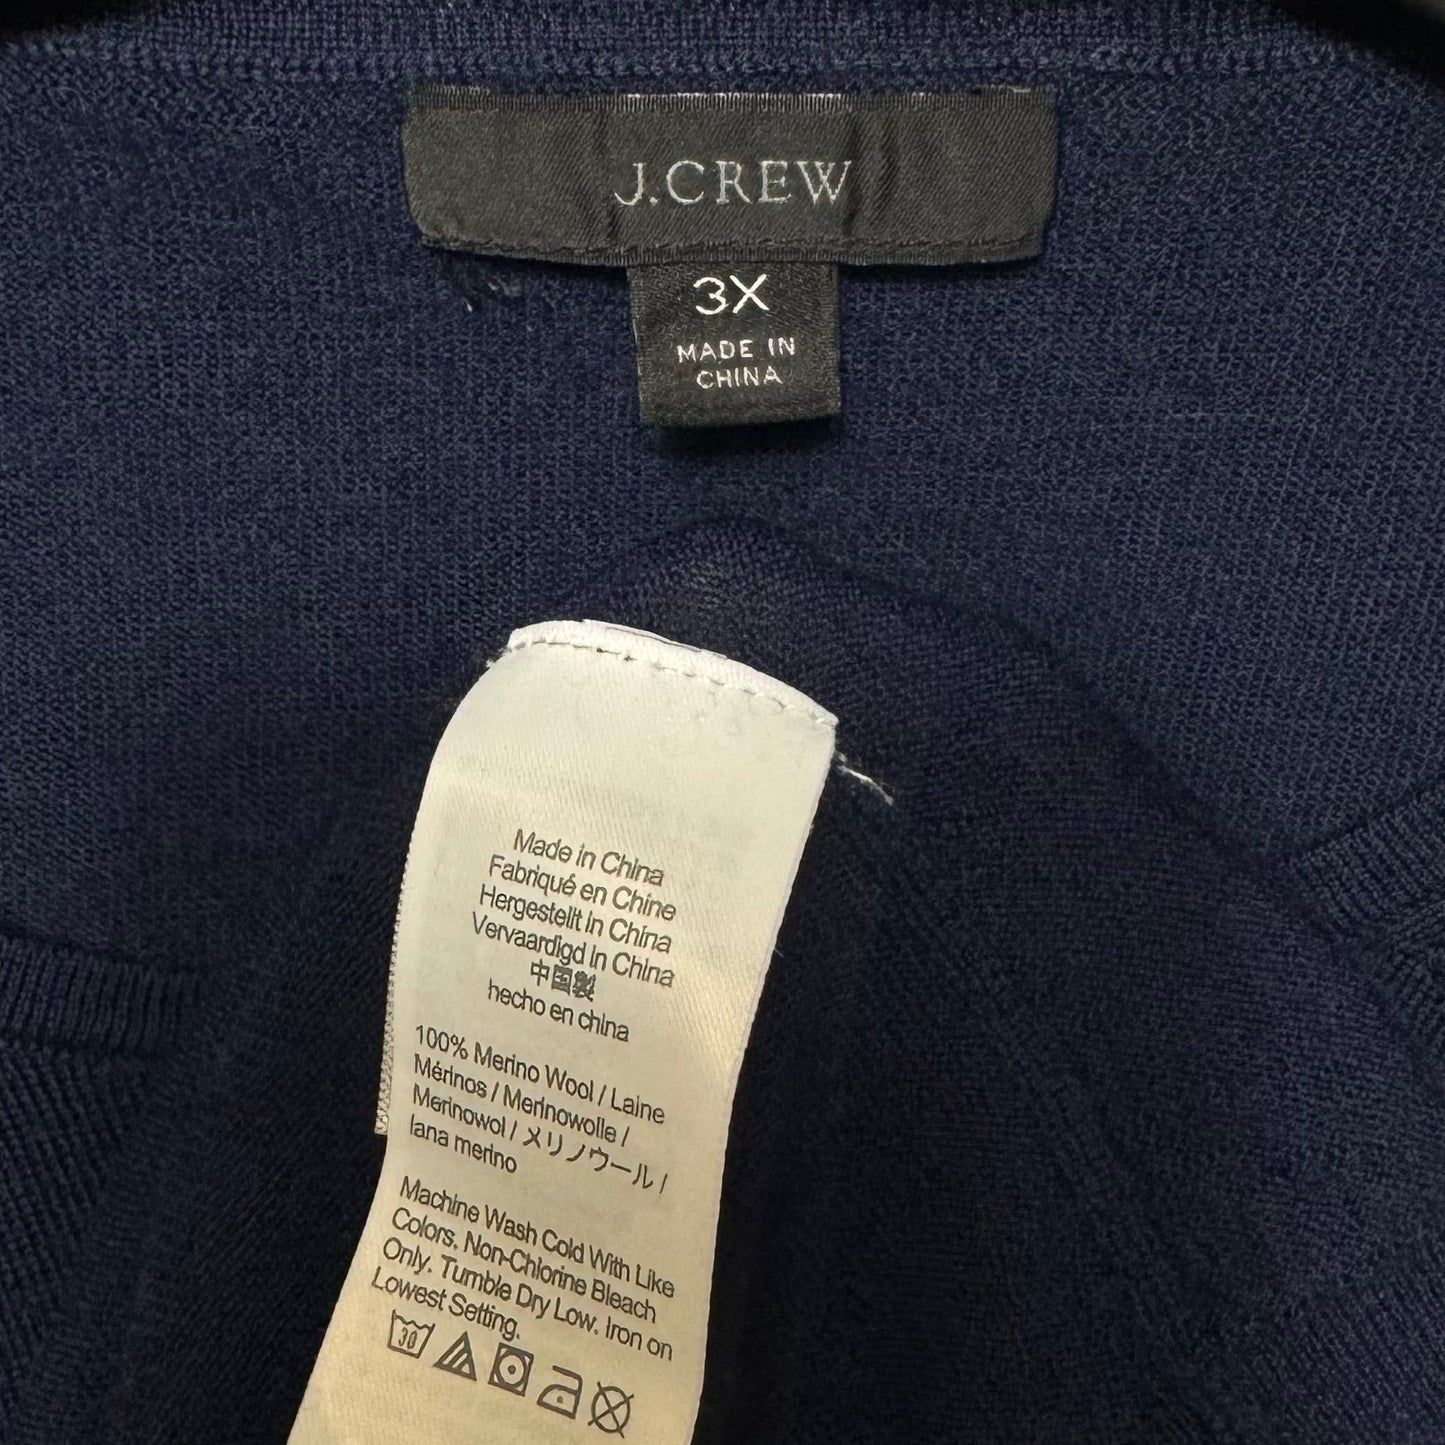 J.CREW
3X
MADE IN
CHINA
Made in China
Fabriqué en Chine
Hergestellt in China
Vervaardigd in China
中国製
hecho en china
100% Merino Wool / Laine
Mérinos / Merinowolle /
Merinowol / メリノウール /
lana merino
Machine Wash Cold With Like
Colors. Non-Chlorine Bleach
Only. Tumble Dry Low. Iron on
Lowest Setting.
30